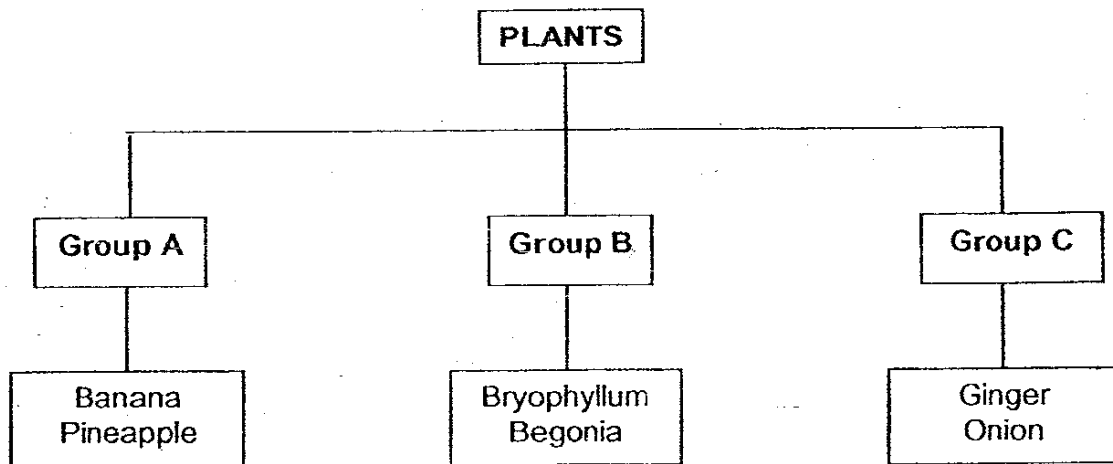 PLANTS
Group A
Group B
Group C
Banana
Pineapple
Bryophyllum
Begonia
Ginger
Onion